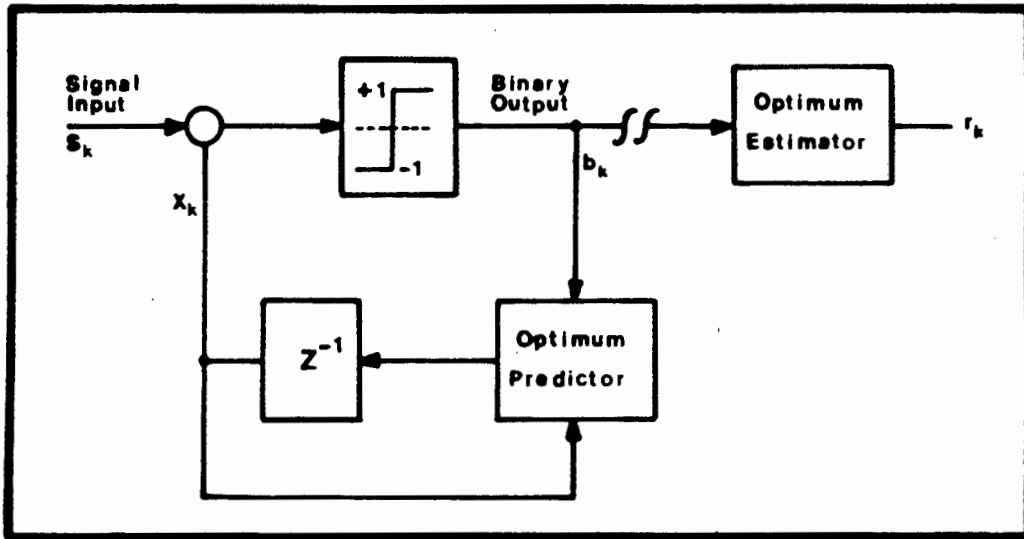 Signal
Input
S_k
+1
-1
Binary
Output
b_k
Optimum
Estimator
r_k
X_k
Z^-1
Optimum
Predictor